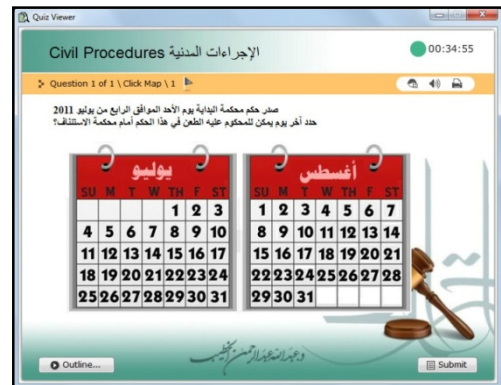 Quiz Viewer
Civil Procedures الإجراءات المدنية
00:34:55
Question 1 of 1 \ Click Map \ 1
صدر حكم محكمة البداية يوم الأحد الموافق الرابع من يوليو 2011
حدد آخر يوم يمكن للمحكوم عليه الطعن في هذا الحكم أمام محكمة الاستئناف؟
يوليو
SU M T W TH F ST
1 2 3
4 5 6 7 8 9 10
11 12 13 14 15 16 17
18 19 20 21 22 23 24
25 26 27 28 29 30 31
أغسطس
SU M T W TH F ST
1 2 3 4 5 6 7
8 9 10 11 12 13 14
15 16 17 18 19 20 21
22 23 24 25 26 27 28
29 30 31
Outline...
Submit